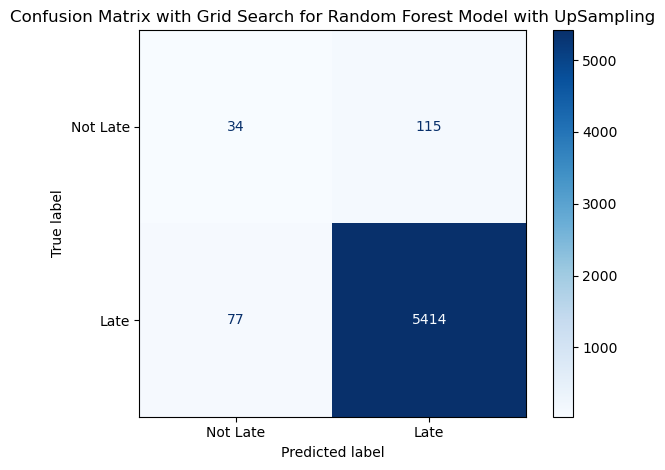 Confusion Matrix with Grid Search for Random Forest Model with UpSampling
Not Late
34
115
Late
77
5414
Not Late
Late
Predicted label
True label
5000
4000
3000
2000
1000